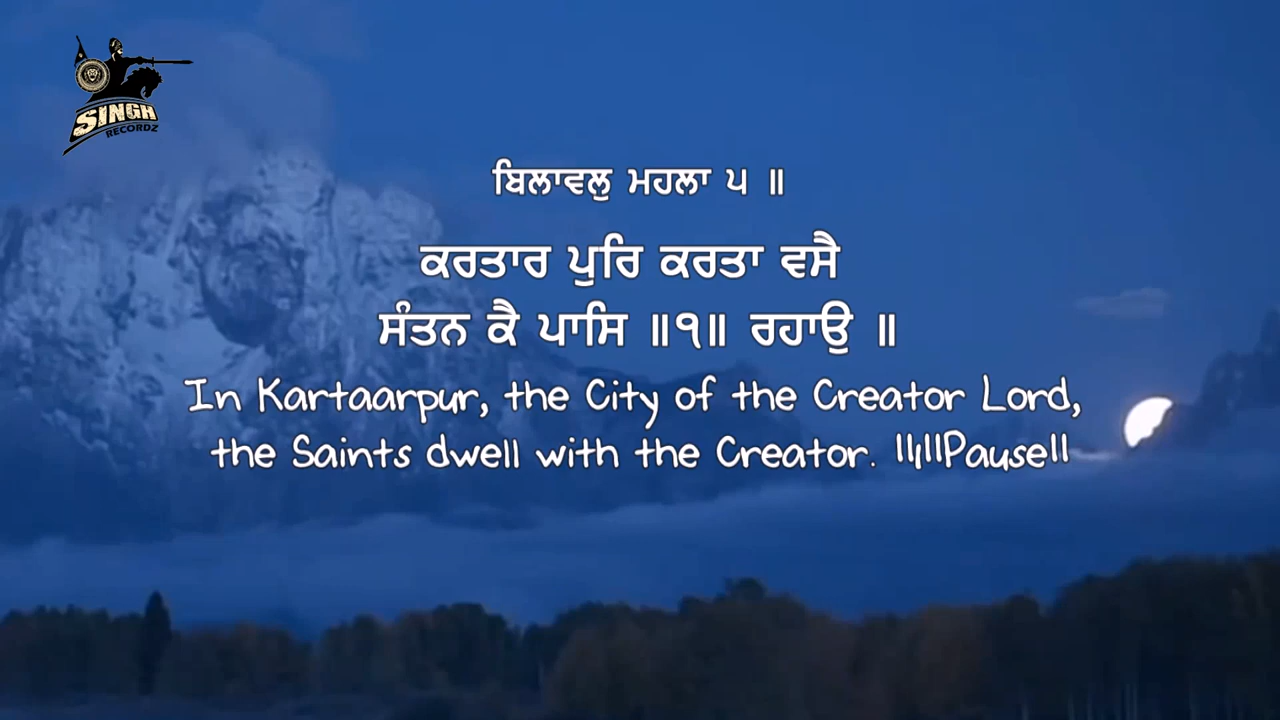 SINGH
RECORDZ
ਬਿਲਾਵਲੁ ਮਹਲਾ ੫ ॥
ਕਰਤਾਰ ਪੁਰਿ ਕਰਤਾ ਵਸੈ
ਸੰਤਨ ਕੈ ਪਾਸਿ ॥੧॥ ਰਹਾਉ ॥
In Kartaarpur, the City of the Creator Lord,
the Saints dwell with the Creator. ||1||Pause||